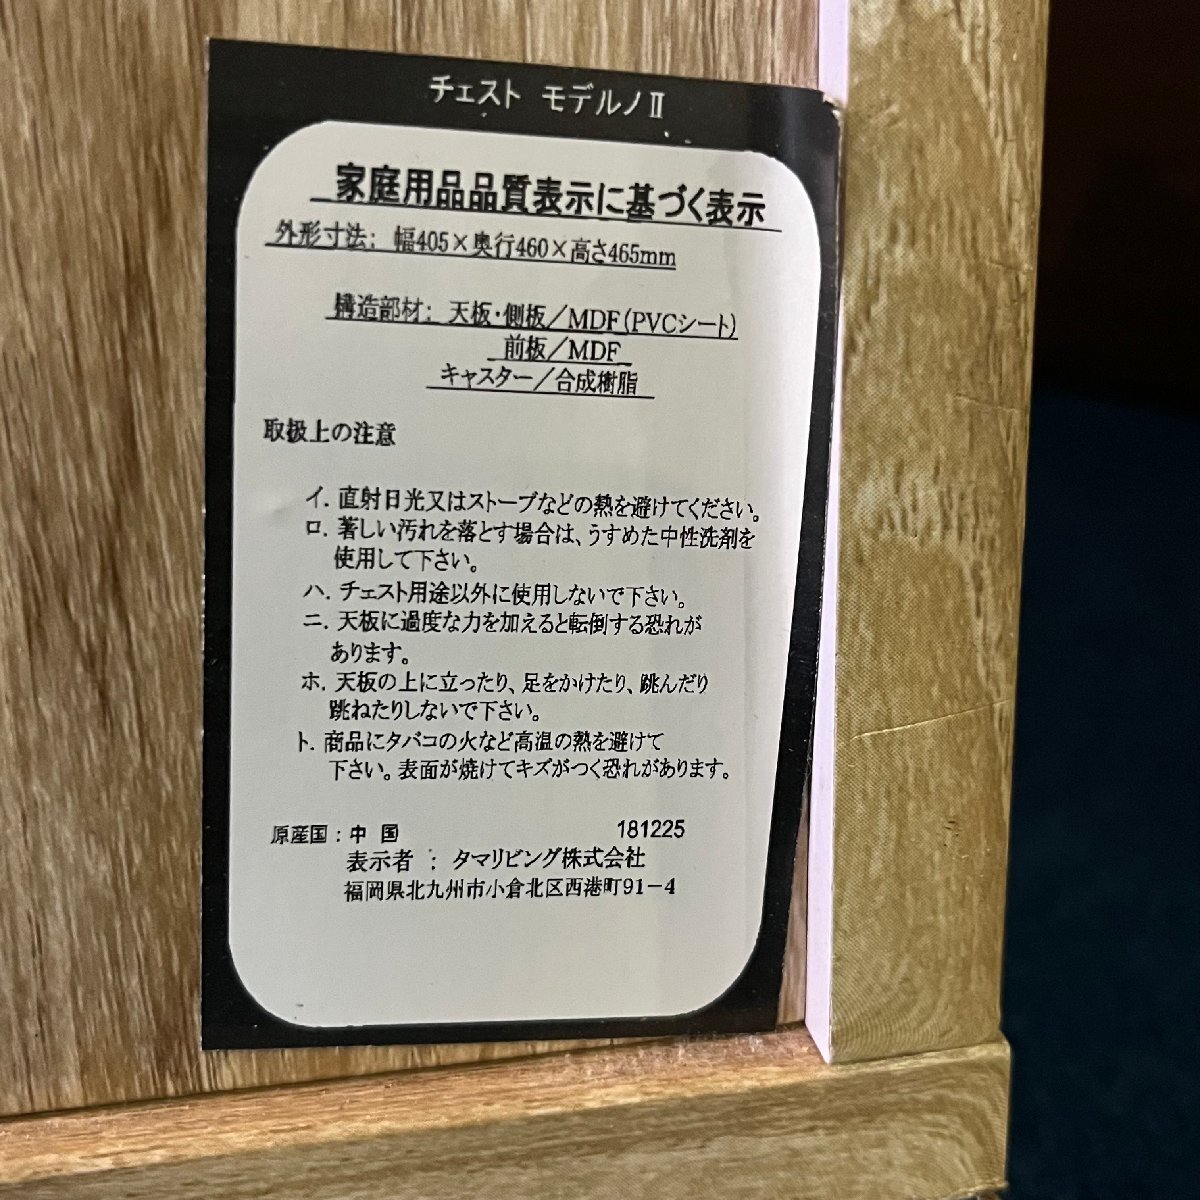 チェスト モデルノⅡ
家庭用品品質表示に基づく表示
外形寸法：幅405×奥行460×高さ465mm
構造部材：天板・側板／MDF(PVCシート)
前板／MDF
キャスター／合成樹脂
取扱上の注意
イ．直射日光又はストーブなどの熱を避けてください。
ロ．著しい汚れを落とす場合は、うすめた中性洗剤を
使用して下さい。
ハ．チェスト用途以外に使用しないで下さい。
ニ．天板に過度な力を加えると転倒する恐れが
あります。
ホ．天板の上に立ったり、足をかけたり、跳んだり
跳ねたりしないで下さい。
ト．商品にタバコの火など高温の熱を避けて
下さい。表面が焼けてキズがつく恐れがあります。
原産国：中 国 181225
表示者 ：タマリビング株式会社
福岡県北九州市小倉北区西港町91－4